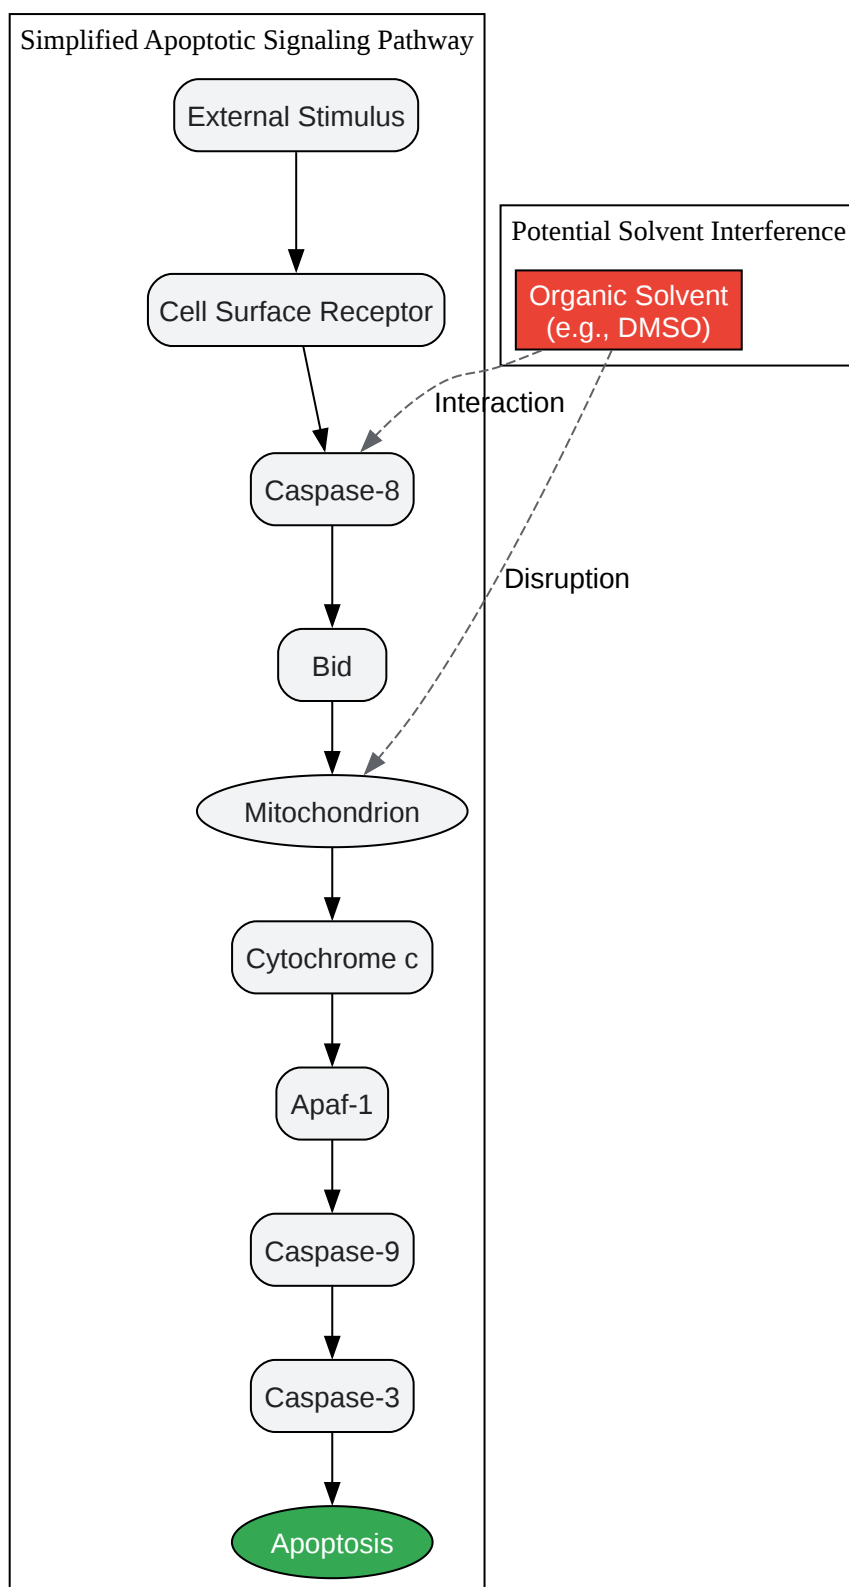 Simplified Apoptotic Signaling Pathway
External Stimulus
Cell Surface Receptor
Potential Solvent Interference
Organic Solvent
(e.g., DMSO)
Interaction
Caspase-8
Disruption
Bid
Mitochondrion
Cytochrome c
Apaf-1
Caspase-9
Caspase-3
Apoptosis